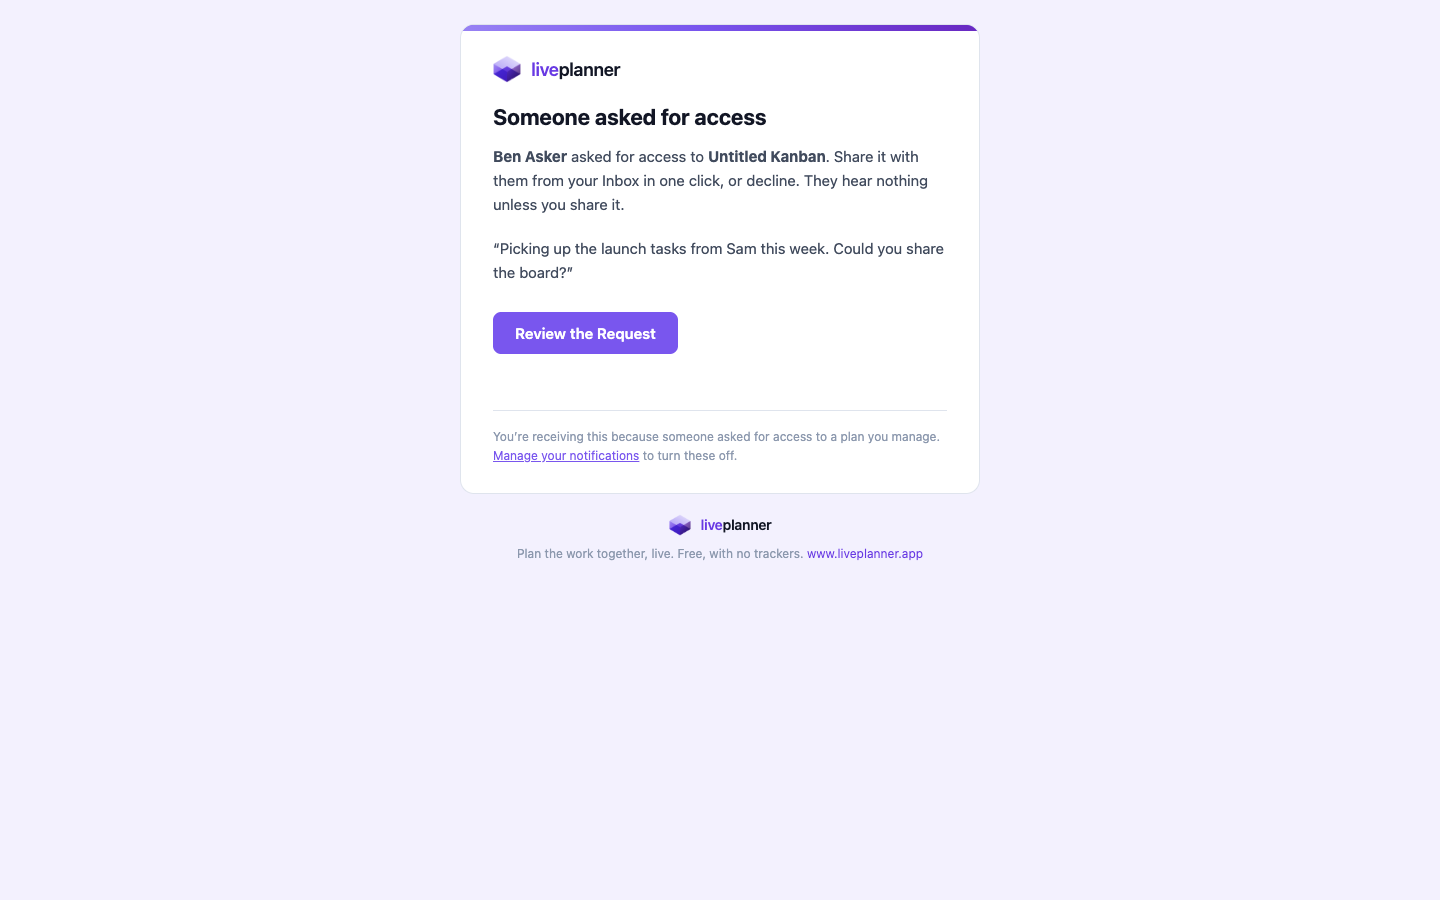 liveplanner
Someone asked for access
Ben Asker asked for access to Untitled Kanban. Share it with
them from your Inbox in one click, or decline. They hear nothing
unless you share it.
“Picking up the launch tasks from Sam this week. Could you share
the board?”
Review the Request
You’re receiving this because someone asked for access to a plan you manage.
Manage your notifications to turn these off.
liveplanner
Plan the work together, live. Free, with no trackers. www.liveplanner.app